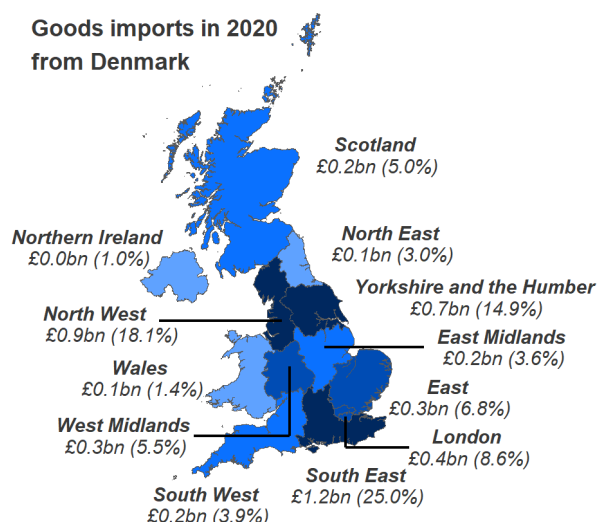 Goods imports in 2020
from Denmark
Scotland
£0.2bn (5.0%)
Northern Ireland
£0.0bn (1.0%)
North East
£0.1bn (3.0%)
Yorkshire and the Humber
£0.7bn (14.9%)
North West
£0.9bn (18.1%)
East Midlands
£0.2bn (3.6%)
Wales
£0.1bn (1.4%)
East
£0.3bn (6.8%)
West Midlands
£0.3bn (5.5%)
London
£0.4bn (8.6%)
South East
£1.2bn (25.0%)
South West
£0.2bn (3.9%)